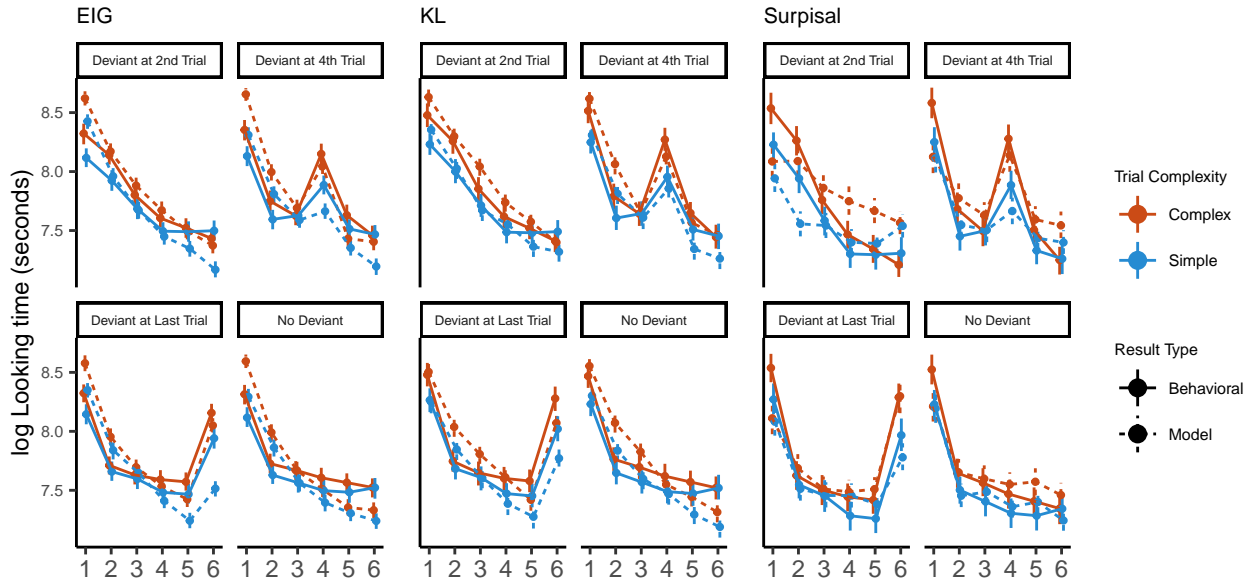 EIG KL Surpisal
Deviant at 2nd Trial Deviant at 4th Trial Deviant at 2nd Trial Deviant at 4th Trial Deviant at 2nd Trial Deviant at 4th Trial
8.5
8.0
7.5
log Looking time (seconds)
Deviant at Last Trial No Deviant Deviant at Last Trial No Deviant Deviant at Last Trial No Deviant
8.5
8.0
7.5
1 2 3 4 5 6 1 2 3 4 5 6 1 2 3 4 5 6 1 2 3 4 5 6 1 2 3 4 5 6 1 2 3 4 5 6
Trial Complexity
Complex
Simple
Result Type
Behavioral
Model